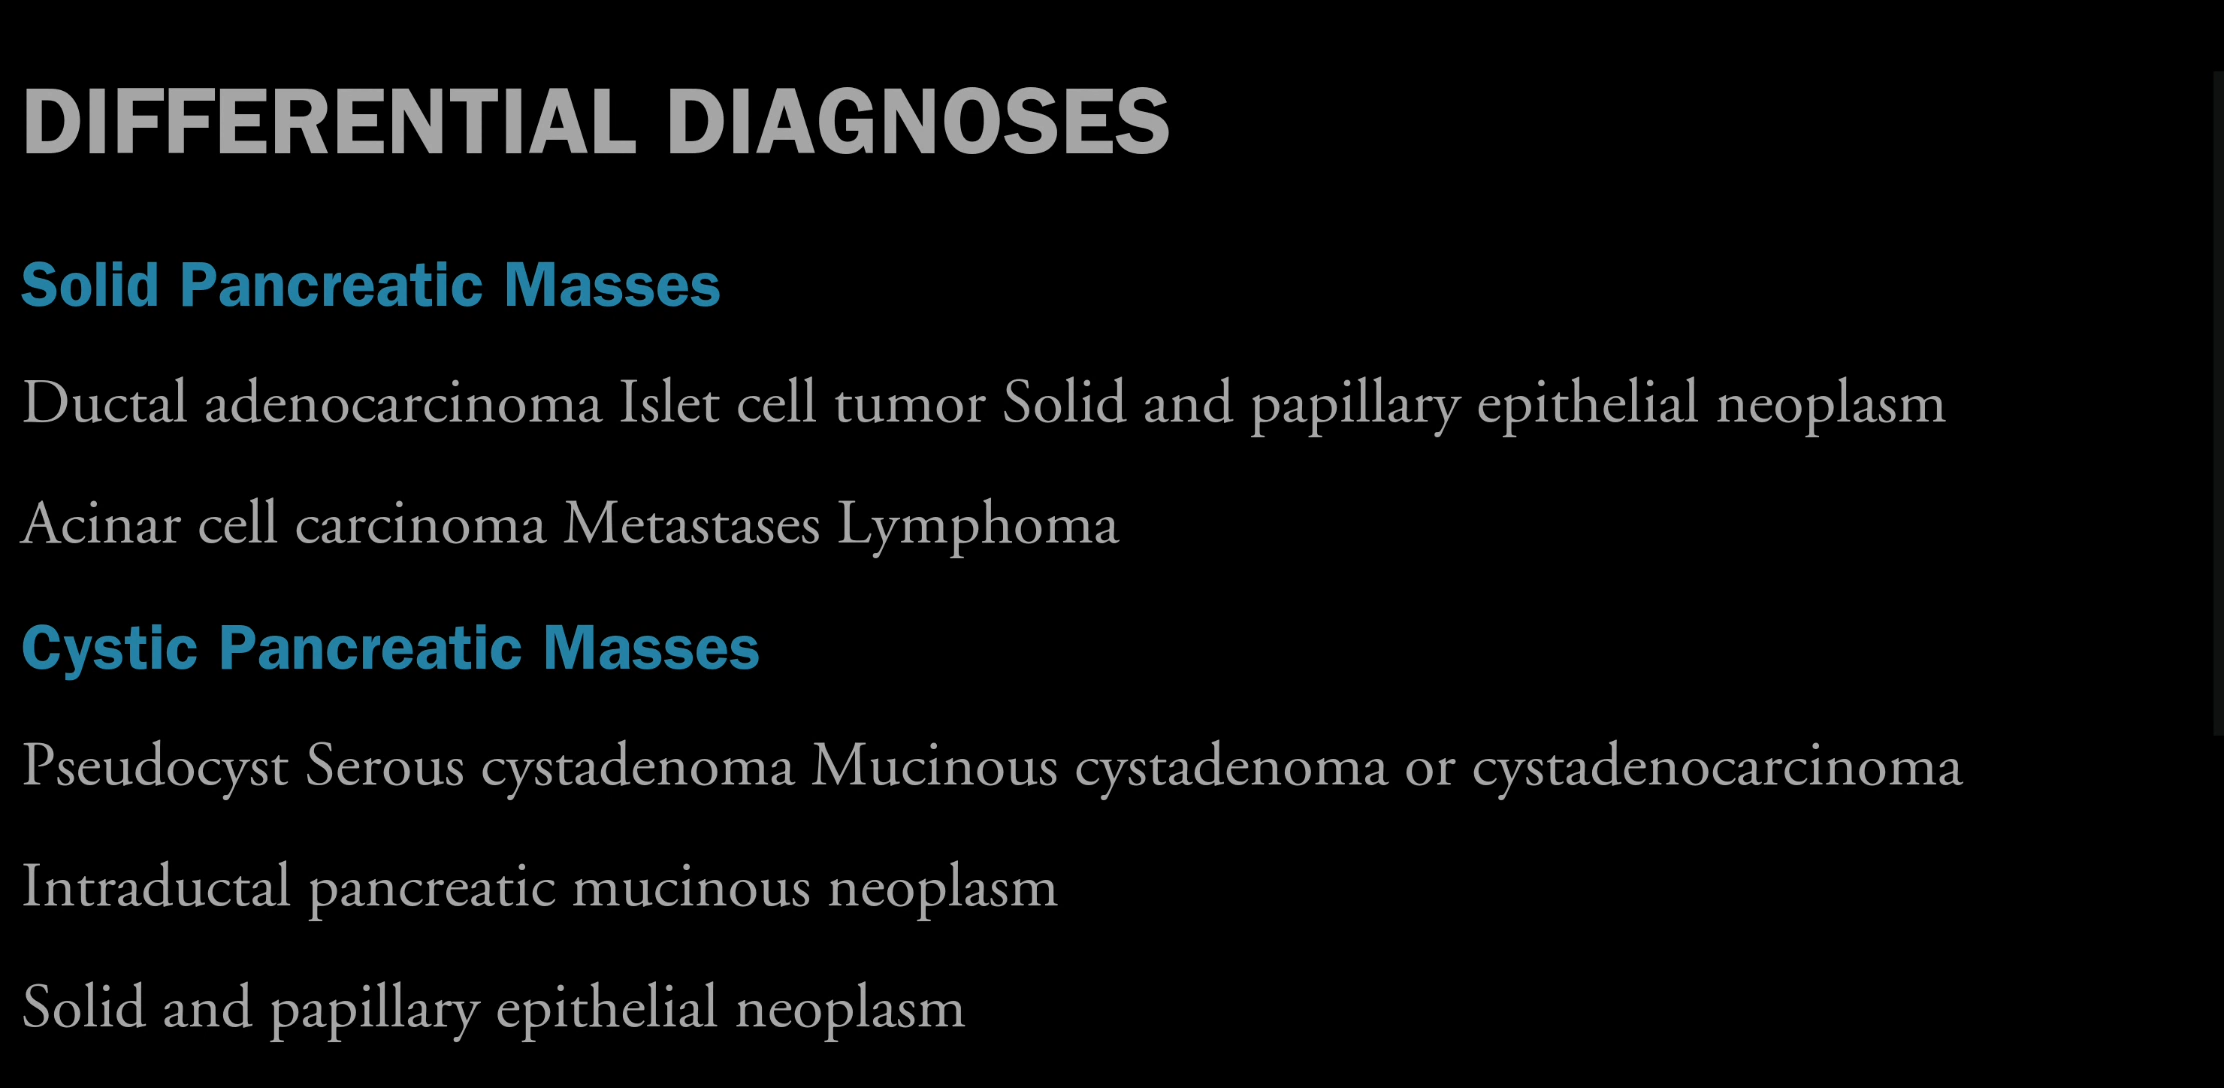 DIFFERENTIAL DIAGNOSES
Solid Pancreatic Masses
Ductal adenocarcinoma Islet cell tumor Solid and papillary epithelial neoplasm
Acinar cell carcinoma Metastases Lymphoma
Cystic Pancreatic Masses
Pseudocyst Serous cystadenoma Mucinous cystadenoma or cystadenocarcinoma
Intraductal pancreatic mucinous neoplasm
Solid and papillary epithelial neoplasm